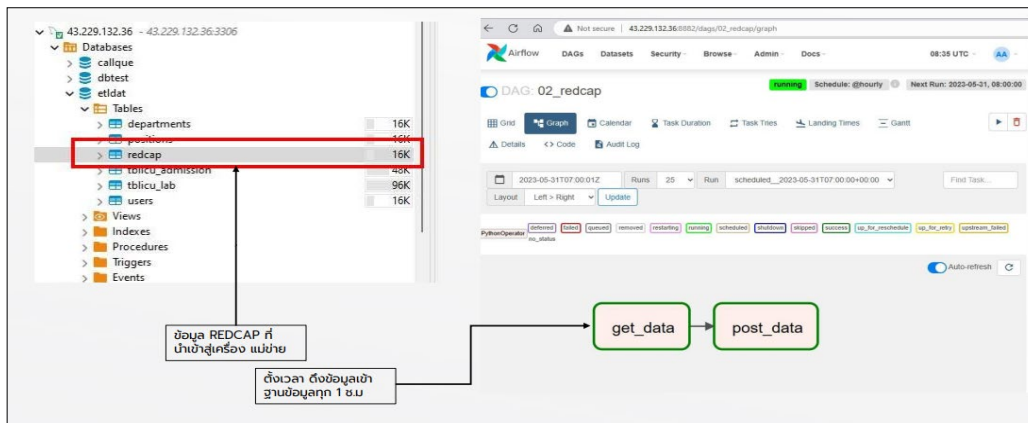 43.229.132.36 - 43.229.132.36:3306
Databases
callque
dbtest
etldat
Tables
departments 16K
positions 16K
redcap 16K
tblicu_admission 48K
tblicu_lab 96K
users 16K
Views
Indexes
Procedures
Triggers
Events
ข้อมูล REDCAP ที่
นำเข้าสู่เครื่อง แม่ข่าย
ตั้งเวลา ดึงข้อมูลเข้า
ฐานข้อมูลทุก 1 ช.ม
Not secure | 43.229.132.36:8882/dags/02_redcap/graph
Airflow DAGs Datasets Security Browse Admin Docs 08:35 UTC AA
DAG: 02_redcap running Schedule: @hourly Next Run: 2023-05-31, 08:00:00
Grid Graph Calendar Task Duration Task Tries Landing Times Gantt
Details <> Code Audit Log
2023-05-31T07:00:01Z Runs 25 Run scheduled__2023-05-31T07:00:00+00:00 Find Task...
Layout Left > Right Update
PythonOperator deferred failed queued removed restarting running scheduled shutdown skipped success up_for_reschedule up_for_retry upstream_failed
no_status
Auto-refresh
get_data post_data